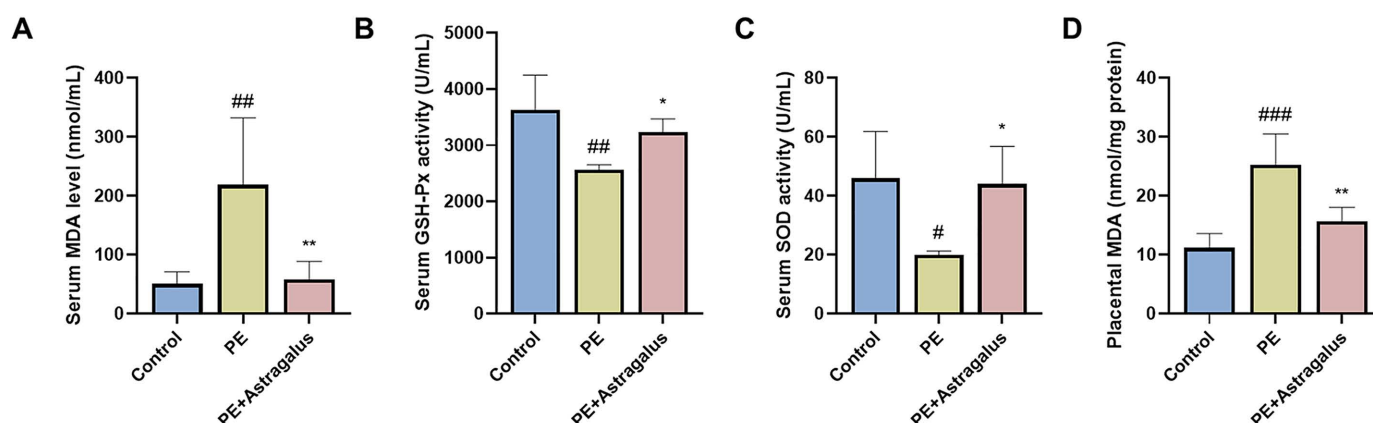 A
Serum MDA level (nmol/mL)
400
300
200
100
0
##
**
Control
PE
PE+Astragalus
B
Serum GSH-Px activity (U/mL)
5000
4000
3000
2000
1000
0
##
*
Control
PE
PE+Astragalus
C
Serum SOD activity (U/mL)
80
60
40
20
0
#
*
Control
PE
PE+Astragalus
D
Placental MDA (nmol/mg protein)
40
30
20
10
0
###
**
Control
PE
PE+Astragalus